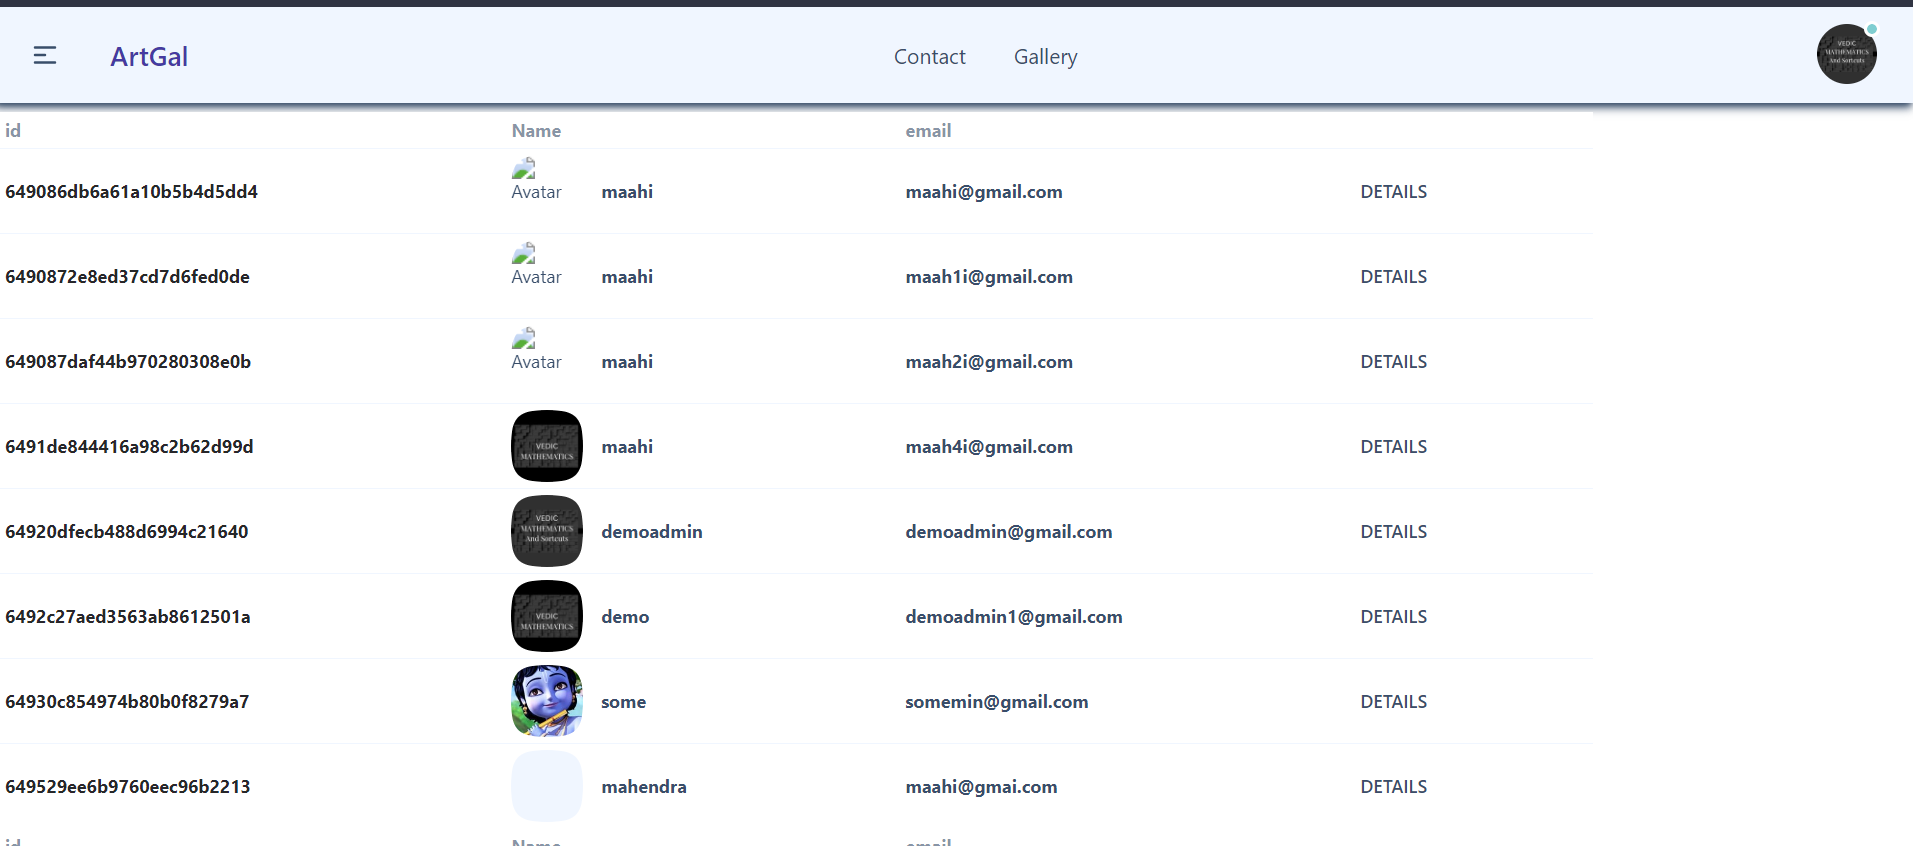 ArtGal Contact Gallery
VEDIC
MATHEMATICS
And Sortcuts
id Name email
649086db6a61a10b5b4d5dd4 Avatar maahi maahi@gmail.com DETAILS
6490872e8ed37cd7d6fed0de Avatar maahi maah1i@gmail.com DETAILS
649087daf44b970280308e0b Avatar maahi maah2i@gmail.com DETAILS
6491de844416a98c2b62d99d VEDIC MATHEMATICS maahi maah4i@gmail.com DETAILS
64920dfecb488d6994c21640 VEDIC MATHEMATICS And Sortcuts demoadmin demoadmin@gmail.com DETAILS
6492c27aed3563ab8612501a VEDIC MATHEMATICS demo demoadmin1@gmail.com DETAILS
64930c854974b80b0f8279a7 some somemin@gmail.com DETAILS
649529ee6b9760eec96b2213 mahendra maahi@gmai.com DETAILS
id Name email